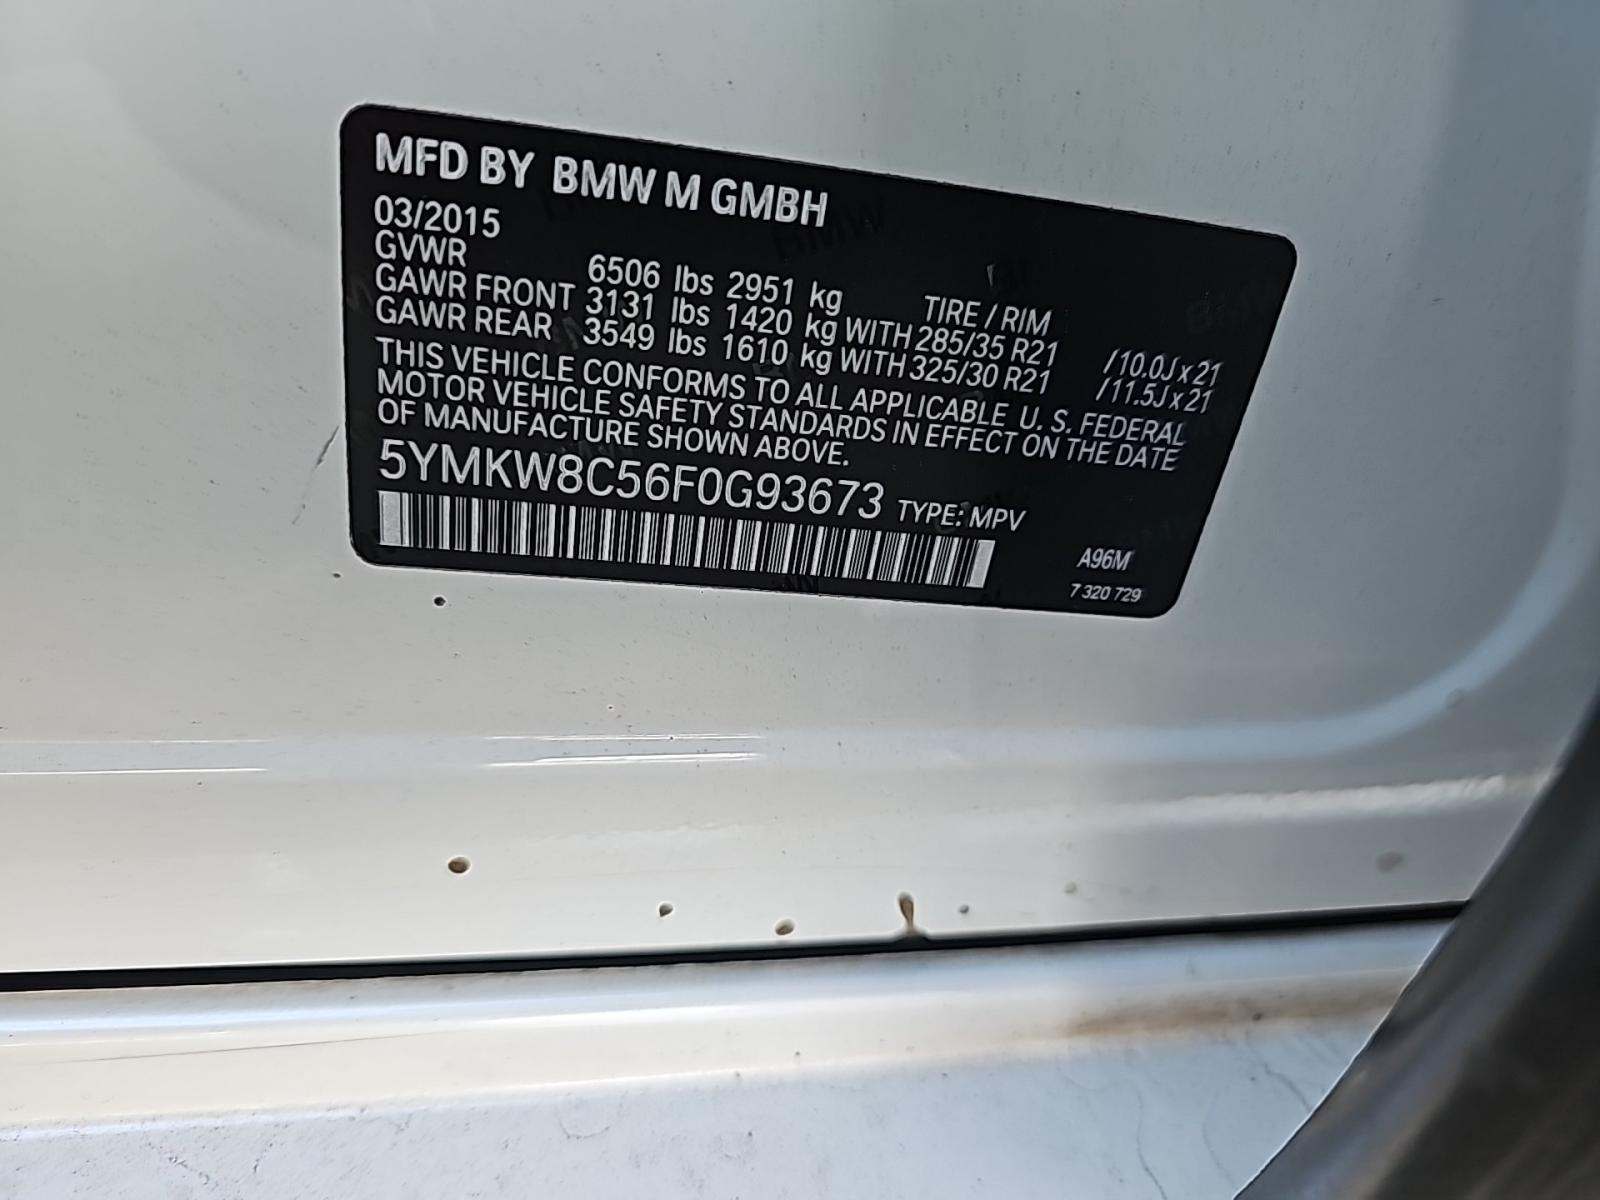 MFD BY BMW M GMBH
03/2015
GVWR 6506 lbs 2951 kg TIRE / RIM
GAWR FRONT 3131 lbs 1420 kg WITH 285/35 R21 /10.0J x 21
GAWR REAR 3549 lbs 1610 kg WITH 325/30 R21 /11.5J x 21
THIS VEHICLE CONFORMS TO ALL APPLICABLE U. S. FEDERAL
MOTOR VEHICLE SAFETY STANDARDS IN EFFECT ON THE DATE
OF MANUFACTURE SHOWN ABOVE.
5YMKW8C56F0G93673 TYPE: MPV
A96M
7 320 729